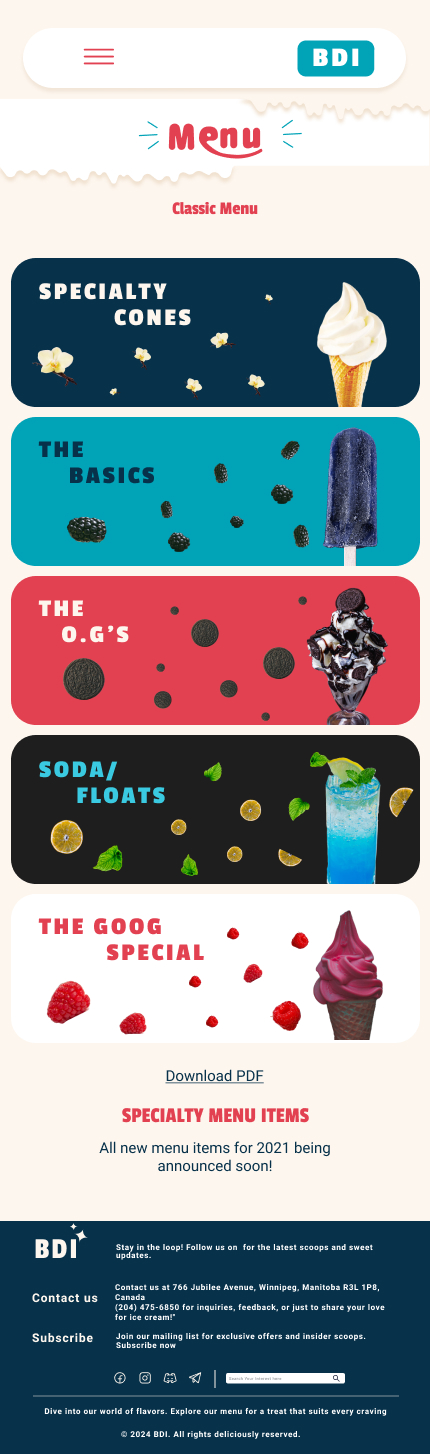 BDI
Menu
Classic Menu
SPECIALTY
CONES
THE
BASICS
THE
O.G'S
SODA/
FLOATS
THE GOOG
SPECIAL
Download PDF
SPECIALTY MENU ITEMS
All new menu items for 2021 being
announced soon!
BDI
Stay in the loop! Follow us on for the latest scoops and sweet
updates.
Contact us
Contact us at 766 Jubilee Avenue, Winnipeg, Manitoba R3L 1P8,
Canada
(204) 475-6850 for inquiries, feedback, or just to share your love
for ice cream!"
Subscribe
Join our mailing list for exclusive offers and insider scoops.
Subscribe now
Search Your Interest here
Dive into our world of flavors. Explore our menu for a treat that suits every craving
© 2024 BDI. All rights deliciously reserved.